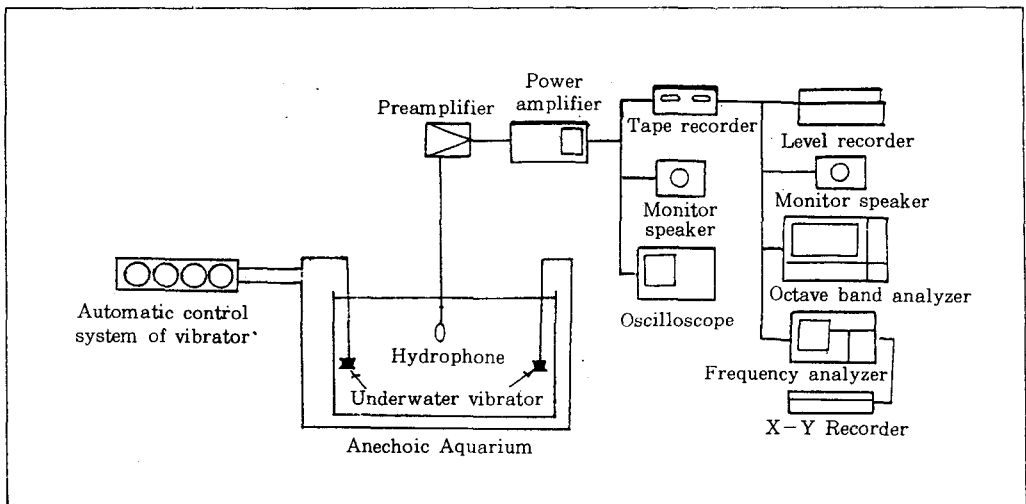 Power
amplifier
Preamplifier
Tape recorder
Level recorder
Monitor
speaker
Monitor speaker
Oscilloscope
Octave band analyzer
Automatic control
system of vibrator
Hydrophone
Underwater vibrator
Frequency analyzer
X-Y Recorder
Anechoic Aquarium